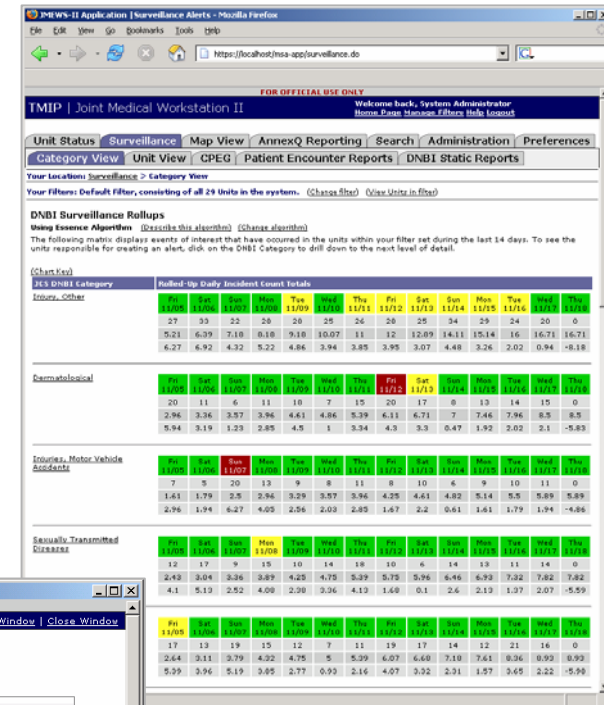 JMEWS-II Application | Surveillance Alerts - Mozilla Firefox
File Edit View Go Bookmarks Tools Help
https://localhost/msa-app/surveillance.do
FOR OFFICIAL USE ONLY
TMIP | Joint Medical Workstation II
Welcome back, System Administrator
Home Page Manage Filters Help Logout
Unit Status Surveillance Map View AnnexQ Reporting Search Administration Preferences
Category View Unit View CPEG Patient Encounter Reports DNBI Static Reports
Your Location: Surveillance > Category View
Your Filters: Default Filter, consisting of all 29 Units in the system. (Change filter) (View Units in filter)
DNBI Surveillance Rollups
Using Essence Algorithm (Describe this algorithm) (Change algorithm)
The following matrix displays events of interest that have occurred in the units within your filter set during the last 14 days. To see the
units responsible for creating an alert, click on the DNBI Category to drill down to the next level of detail.
(Chart Key)
JCS DNBI Category Rolled-Up Daily Incident Count Totals
Injury, Other
Fri Sat Sun Mon Tue Wed Thu Fri Sat Sun Mon Tue Wed Thu
11/05 11/06 11/07 11/08 11/09 11/10 11/11 11/12 11/13 11/14 11/15 11/16 11/17 11/18
27 33 22 28 28 25 26 28 25 34 29 24 20 0
5.21 6.39 7.18 8.18 9.18 10.07 11 12 12.89 14.11 15.14 16 16.71 16.71
6.27 6.92 4.32 5.22 4.86 3.94 3.85 3.95 3.07 4.48 3.26 2.02 0.94 -8.18
Dermatological
Fri Sat Sun Mon Tue Wed Thu Fri Sat Sun Mon Tue Wed Thu
11/05 11/06 11/07 11/08 11/09 11/10 11/11 11/12 11/13 11/14 11/15 11/16 11/17 11/18
20 11 6 11 18 7 15 20 17 8 13 14 15 0
2.96 3.36 3.57 3.96 4.61 4.86 5.39 6.11 6.71 7 7.46 7.96 8.5 8.5
5.94 3.19 1.23 2.85 4.5 1 3.34 4.3 3.3 0.47 1.92 2.02 2.1 -5.83
Injuries, Motor Vehicle
Accidents
Fri Sat Sun Mon Tue Wed Thu Fri Sat Sun Mon Tue Wed Thu
11/05 11/06 11/07 11/08 11/09 11/10 11/11 11/12 11/13 11/14 11/15 11/16 11/17 11/18
7 5 20 13 9 8 11 8 10 6 9 10 11 0
1.61 1.79 2.5 2.96 3.29 3.57 3.96 4.25 4.61 4.82 5.14 5.5 5.89 5.89
2.96 1.94 6.27 4.05 2.56 2.03 2.85 1.67 2.2 0.61 1.61 1.79 1.94 -4.86
Sexually Transmitted
Diseases
Fri Sat Sun Mon Tue Wed Thu Fri Sat Sun Mon Tue Wed Thu
11/05 11/06 11/07 11/08 11/09 11/10 11/11 11/12 11/13 11/14 11/15 11/16 11/17 11/18
12 17 9 15 10 14 18 10 6 14 13 11 14 0
2.43 3.04 3.36 3.89 4.25 4.75 5.39 5.75 5.96 6.46 6.93 7.32 7.82 7.82
4.1 5.13 2.52 4.08 2.38 3.36 4.13 1.68 0.1 2.6 2.13 1.37 2.07 -5.59
Window | Close Window
Fri Sat Sun Mon Tue Wed Thu Fri Sat Sun Mon Tue Wed Thu
11/05 11/06 11/07 11/08 11/09 11/10 11/11 11/12 11/13 11/14 11/15 11/16 11/17 11/18
17 13 19 15 12 7 11 19 17 14 12 21 16 0
2.64 3.11 3.79 4.32 4.75 5 5.39 6.07 6.68 7.18 7.61 8.36 8.93 8.93
5.39 3.96 5.19 3.85 2.77 0.93 2.16 4.07 3.32 2.31 1.57 3.65 2.22 -5.98